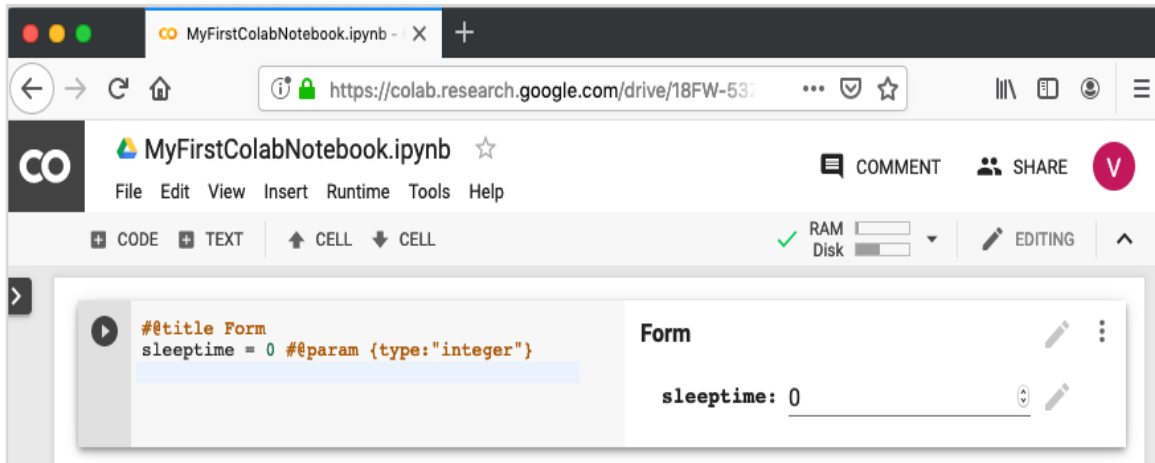 MyFirstColabNotebook.ipynb -
https://colab.research.google.com/drive/18FW-537
CO MyFirstColabNotebook.ipynb
COMMENT SHARE V
File Edit View Insert Runtime Tools Help
CODE TEXT CELL CELL
RAM
Disk
EDITING
#@title Form
sleeptime = 0 #@param {type:"integer"}
Form
sleeptime: 0